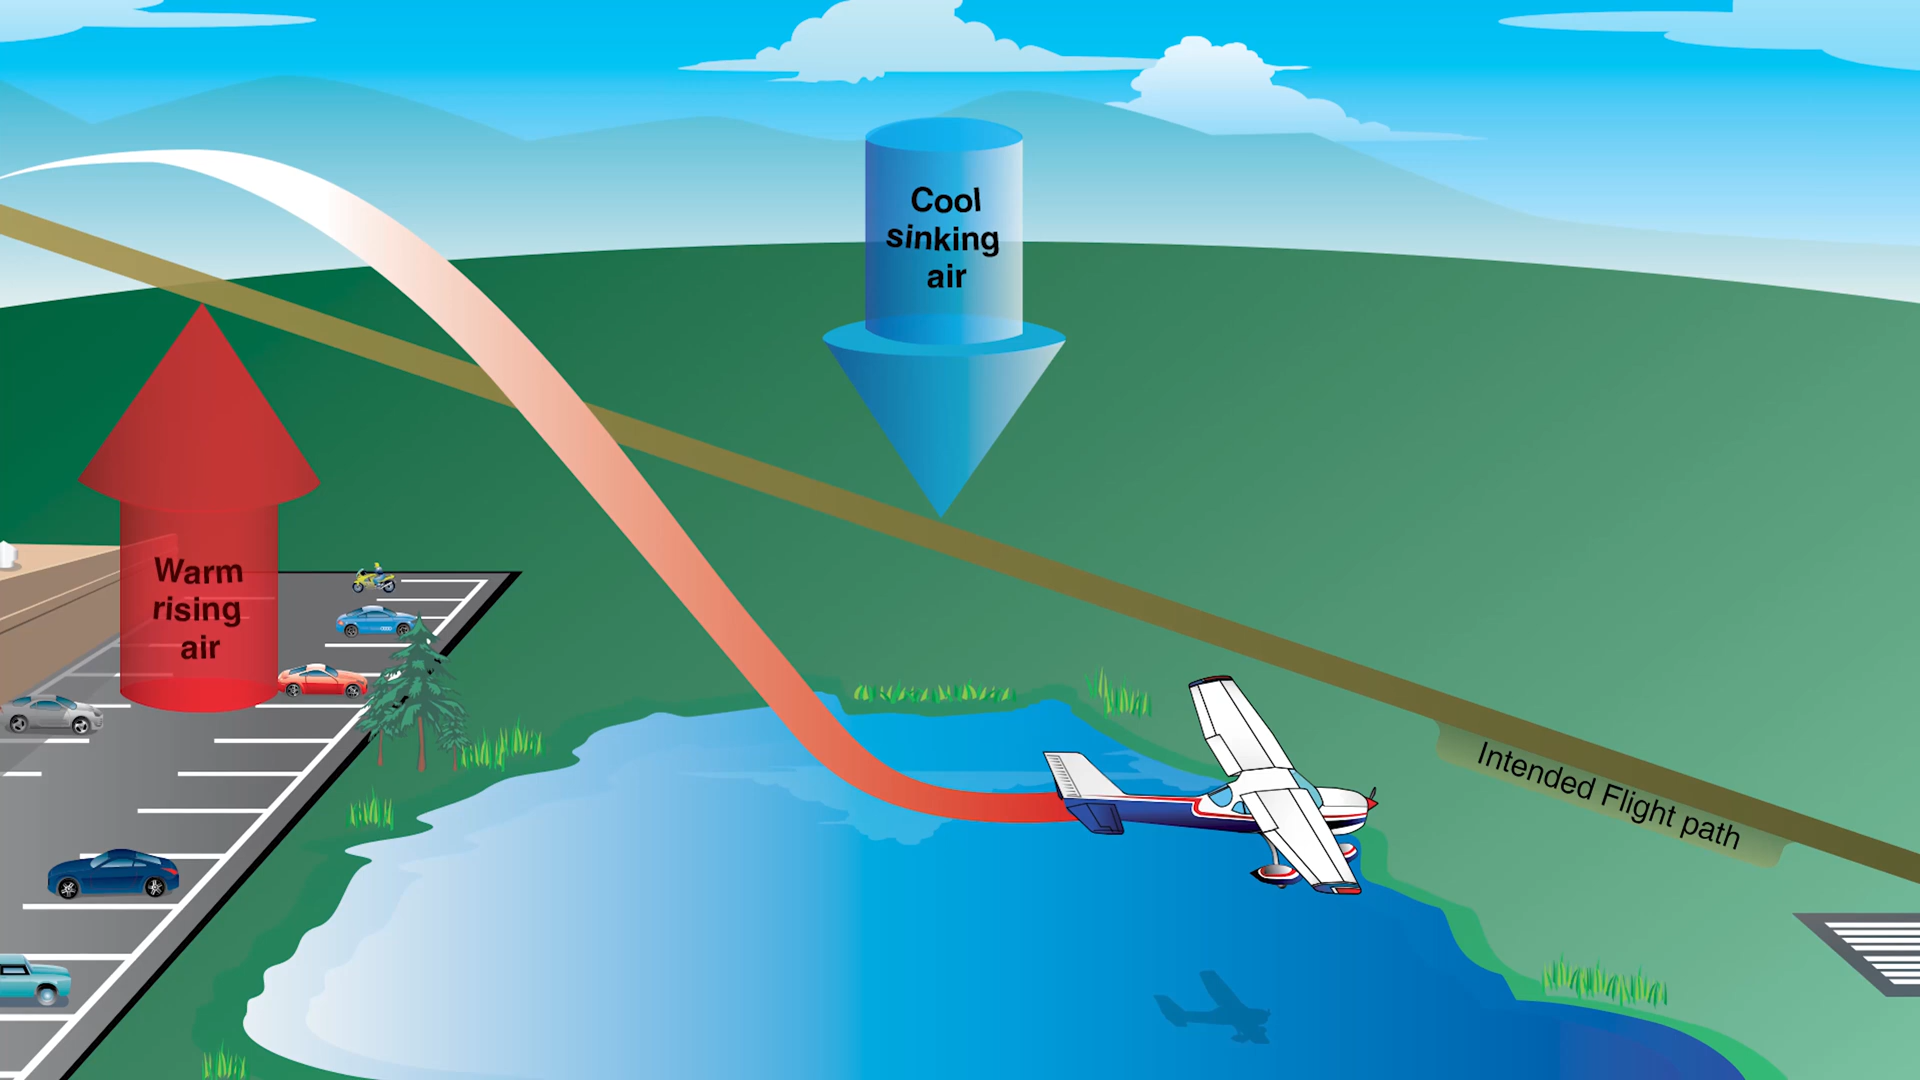 Cool
sinking
air
Warm
rising
air
Intended Flight path